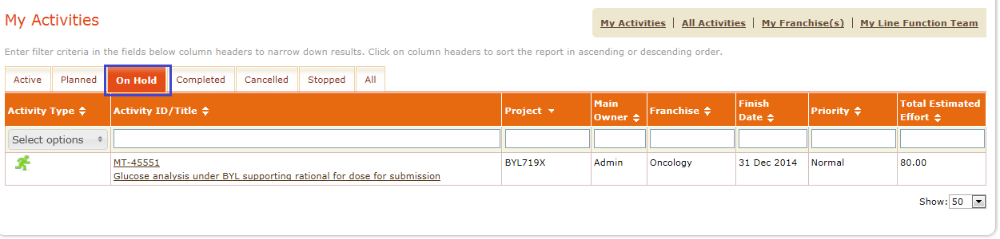 My Activities
My Activities | All Activities | My Franchise(s) | My Line Function Team
Enter filter criteria in the fields below column headers to narrow down results. Click on column headers to sort the report in ascending or descending order.
Active Planned On Hold Completed Cancelled Stopped All
Activity Type Activity ID/Title Project Main Owner Franchise Finish Date Priority Total Estimated Effort
Select options
MT-45551 BYL719X Admin Oncology 31 Dec 2014 Normal 80.00
Glucose analysis under BYL supporting rational for dose for submission
Show: 50